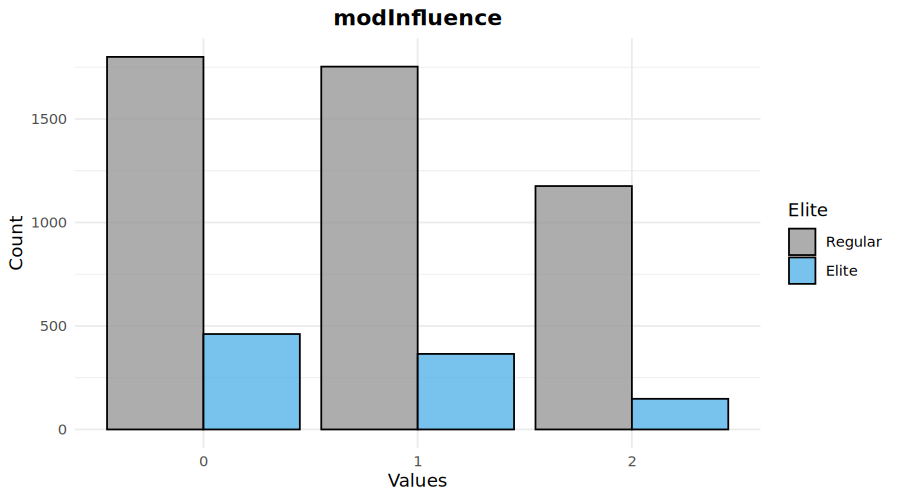 modInfluence
Count
1500
1000
500
0
0 1 2
Values
Elite
Regular
Elite